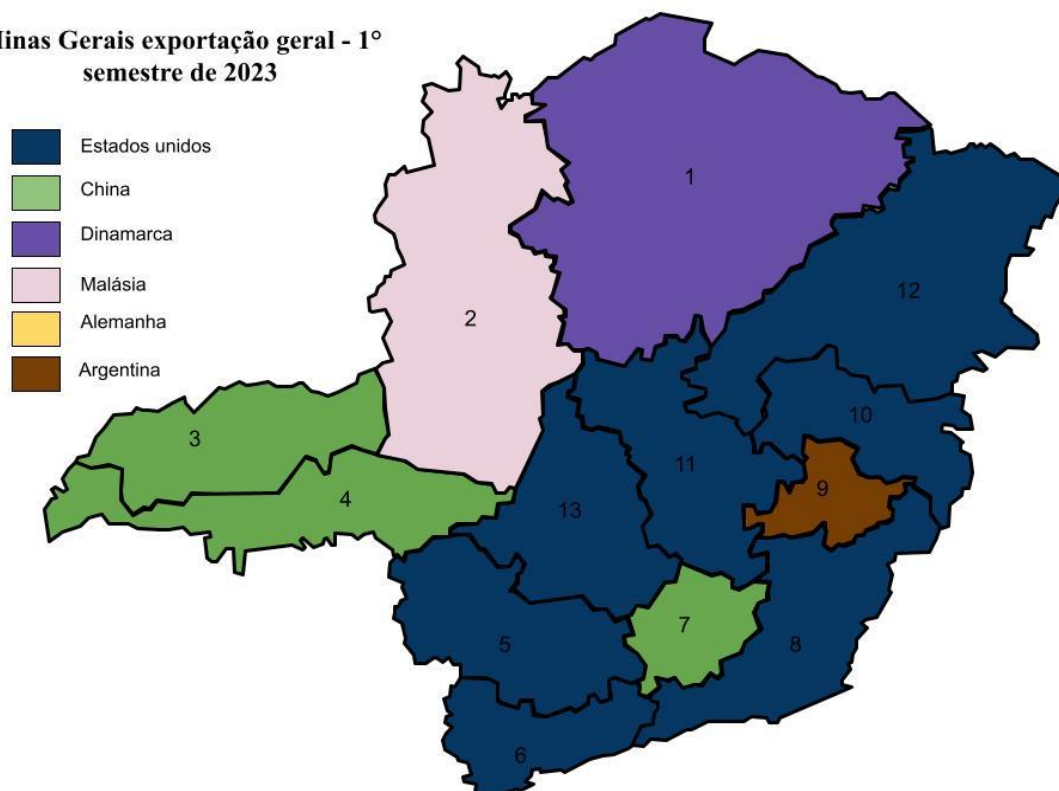 Minas Gerais exportação geral - 1°
semestre de 2023
Estados unidos
China
Dinamarca
Malásia
Alemanha
Argentina
1
2
12
3
10
11
4
9
13
7
5
8
6